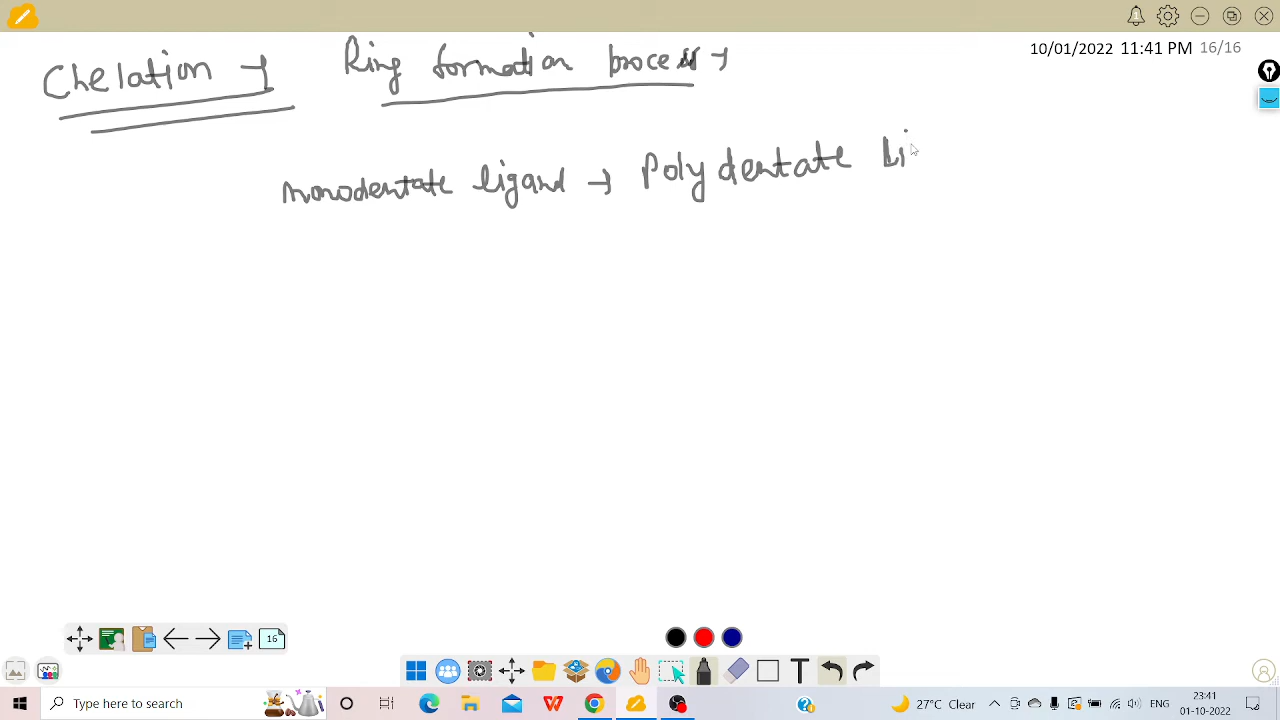 10/01/2022 11:41 PM 16/16
Chelation → Ring formation process →
monodentate ligand → Polydentate Li
16
T
Type here to search
W
27°C Clear
ENG
23:41
01-10-2022